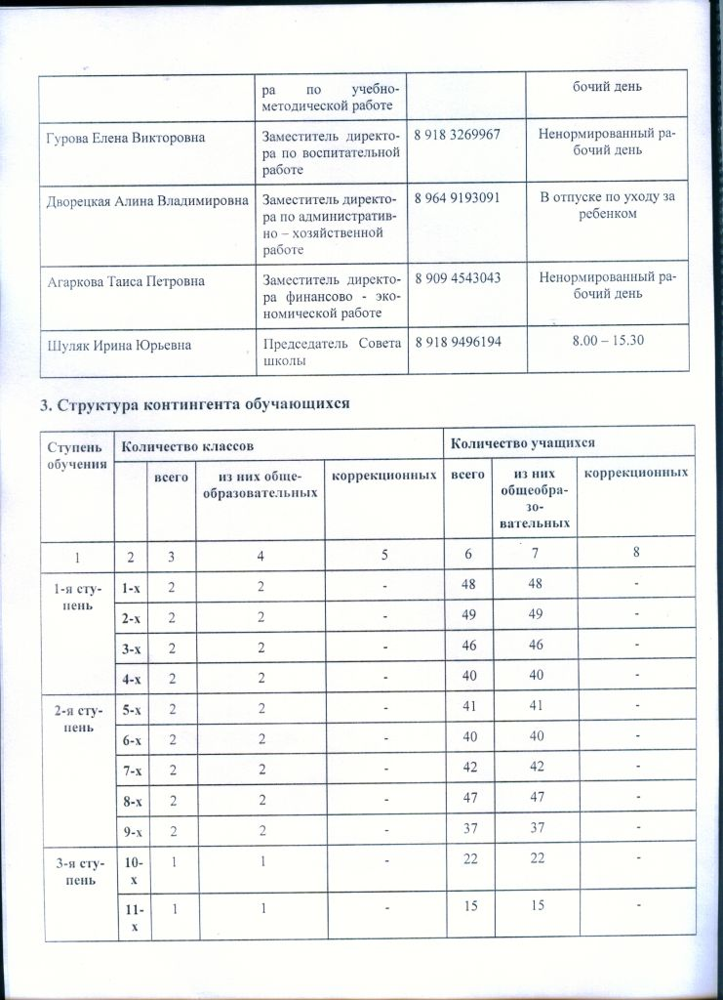 ра по учебно- бочий день
методической работе
Гурова Елена Викторовна Заместитель директо- 8 918 3269967 Ненормированный ра-
ра по воспитательной бочий день
работе
Дворецкая Алина Владимировна Заместитель директо- 8 964 9193091 В отпуске по уходу за
ра по административ- ребенком
но – хозяйственной
работе
Агаркова Таиса Петровна Заместитель директо- 8 909 4543043 Ненормированный ра-
ра финансово - эко- бочий день
номической работе
Шуляк Ирина Юрьевна Председатель Совета 8 918 9496194 8.00 – 15.30
школы
3. Структура контингента обучающихся
Ступень Количество классов Количество учащихся
обучения
всего из них обще- коррекционных всего из них коррекционных
образовательных общеобра-
зо-
вательных
1 2 3 4 5 6 7 8
1-я сту- 1-х 2 2 - 48 48 -
пень
2-х 2 2 - 49 49 -
3-х 2 2 - 46 46 -
4-х 2 2 - 40 40 -
2-я сту- 5-х 2 2 - 41 41 -
пень
6-х 2 2 - 40 40 -
7-х 2 2 - 42 42 -
8-х 2 2 - 47 47 -
9-х 2 2 - 37 37 -
3-я сту- 10- 1 1 - 22 22 -
пень х
11- 1 1 - 15 15 -
х